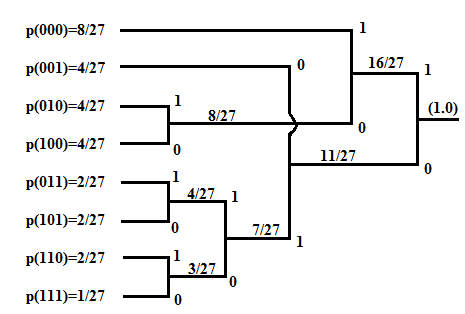 p(000)=8/27 1
16/27 1
p(001)=4/27 0
p(010)=4/27 1
8/27 (1.0)
0
p(100)=4/27 0
11/27 0
p(011)=2/27 1
4/27 1
p(101)=2/27 0
7/27 1
p(110)=2/27 1
3/27 0
p(111)=1/27 0